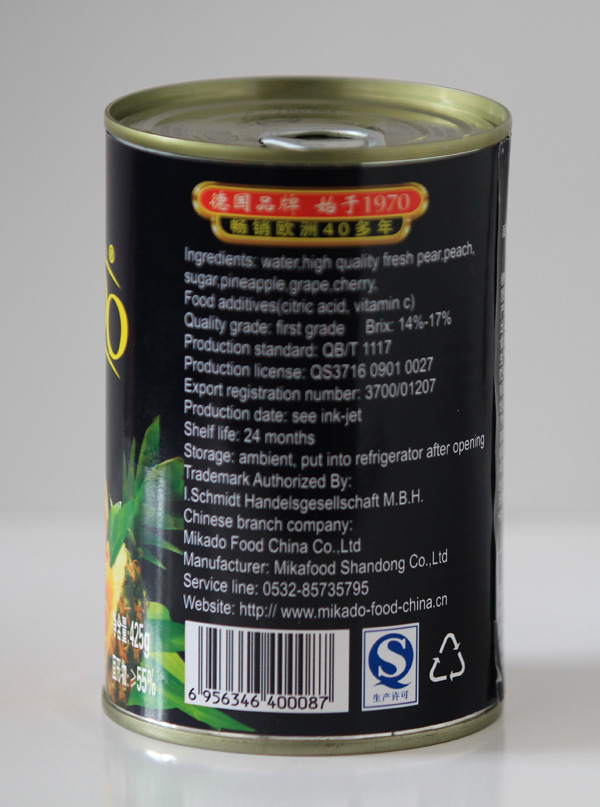 德国品牌 始于1970
畅销欧洲40多年
Ingredients: water,high quality fresh pear,peach,
sugar,pineapple,grape,cherry,
Food additives(citric acid, vitamin c)
Quality grade: first grade Brix: 14%-17%
Production standard: QB/T 1117
Production license: QS3716 0901 0027
Export registration number: 3700/01207
Production date: see ink-jet
Shelf life: 24 months
Storage: ambient, put into refrigerator after opening
Trademark Authorized By:
I.Schmidt Handelsgesellschaft M.B.H.
Chinese branch company:
Mikado Food China Co.,Ltd
Manufacturer: Mikafood Shandong Co.,Ltd
Service line: 0532-85735795
Website: http:// www.mikado-food-china.cn
6 956346 400087
生产许可
®
含量:425g
>55%